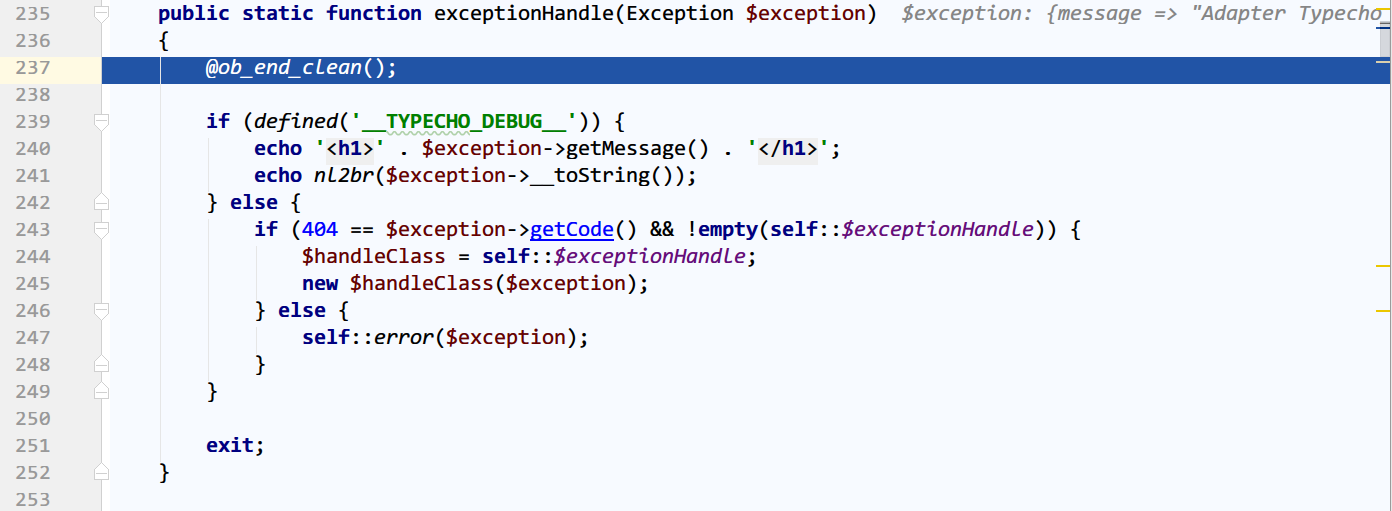 235 public static function exceptionHandle(Exception $exception) $exception: {message => "Adapter Typecho
236 {
237 @ob_end_clean();
238
239 if (defined('__TYPECHO_DEBUG__')) {
240 echo '<h1>' . $exception->getMessage() . '</h1>';
241 echo nl2br($exception->__toString());
242 } else {
243 if (404 == $exception->getCode() && !empty(self::$exceptionHandle)) {
244 $handleClass = self::$exceptionHandle;
245 new $handleClass($exception);
246 } else {
247 self::error($exception);
248 }
249 }
250
251 exit;
252 }
253